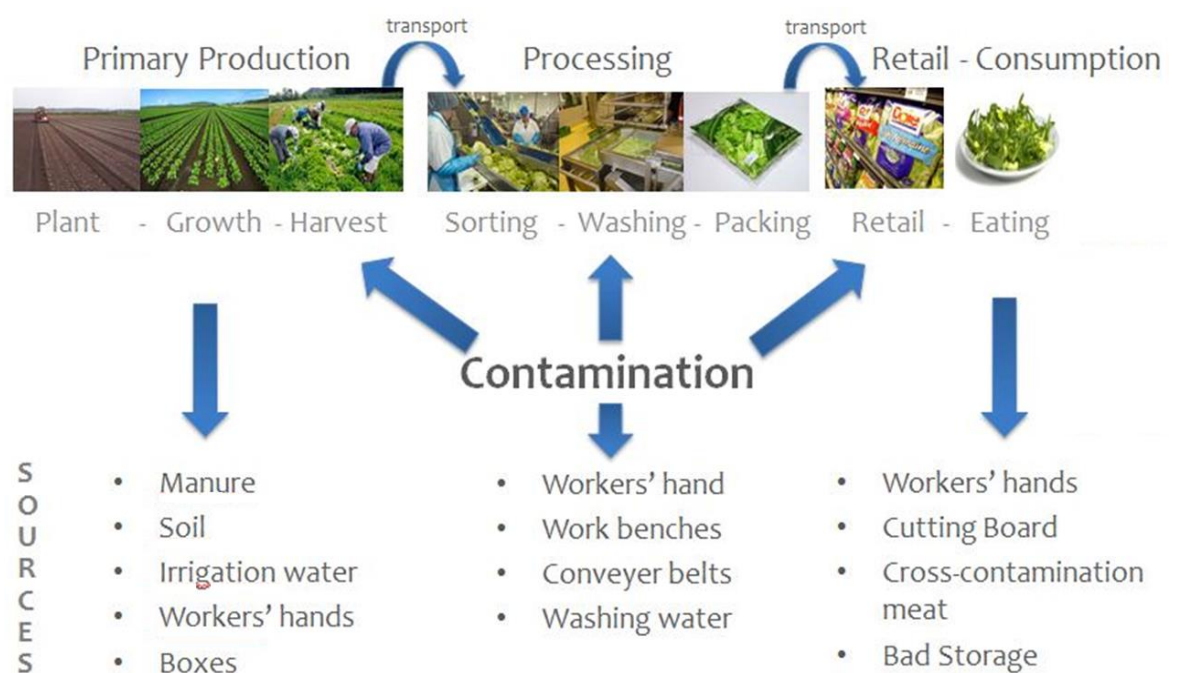 transport
transport
Primary Production
Processing
Retail - Consumption
Dole
Plant - Growth - Harvest
Sorting - Washing - Packing
Retail - Eating
Contamination
SOURCES
• Manure
• Soil
• Irrigation water
• Workers' hands
• Boxes
• Workers' hand
• Work benches
• Conveyer belts
• Washing water
• Workers' hands
• Cutting Board
• Cross-contamination
meat
• Bad Storage